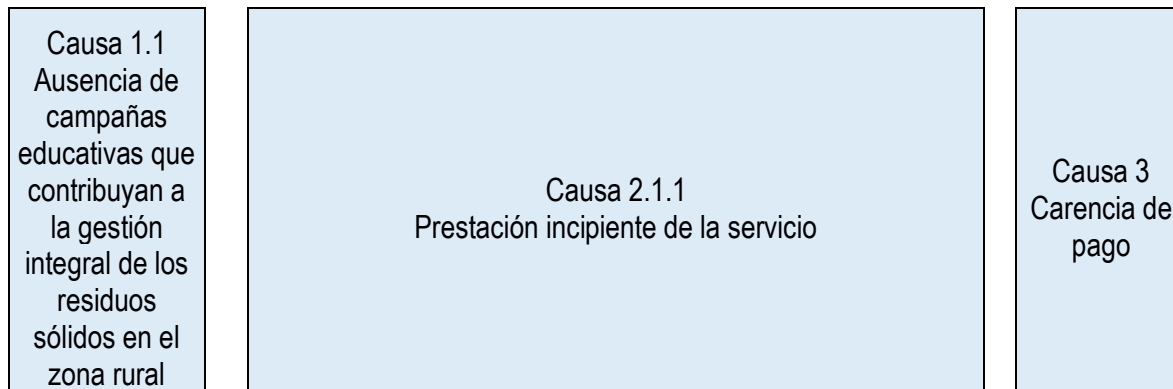 Causa 1.1
Ausencia de
campañas
educativas que
contribuyan a
la gestión
integral de los
residuos
sólidos en el
zona rural
Causa 2.1.1
Prestación incipiente de la servicio
Causa 3
Carencia de
pago